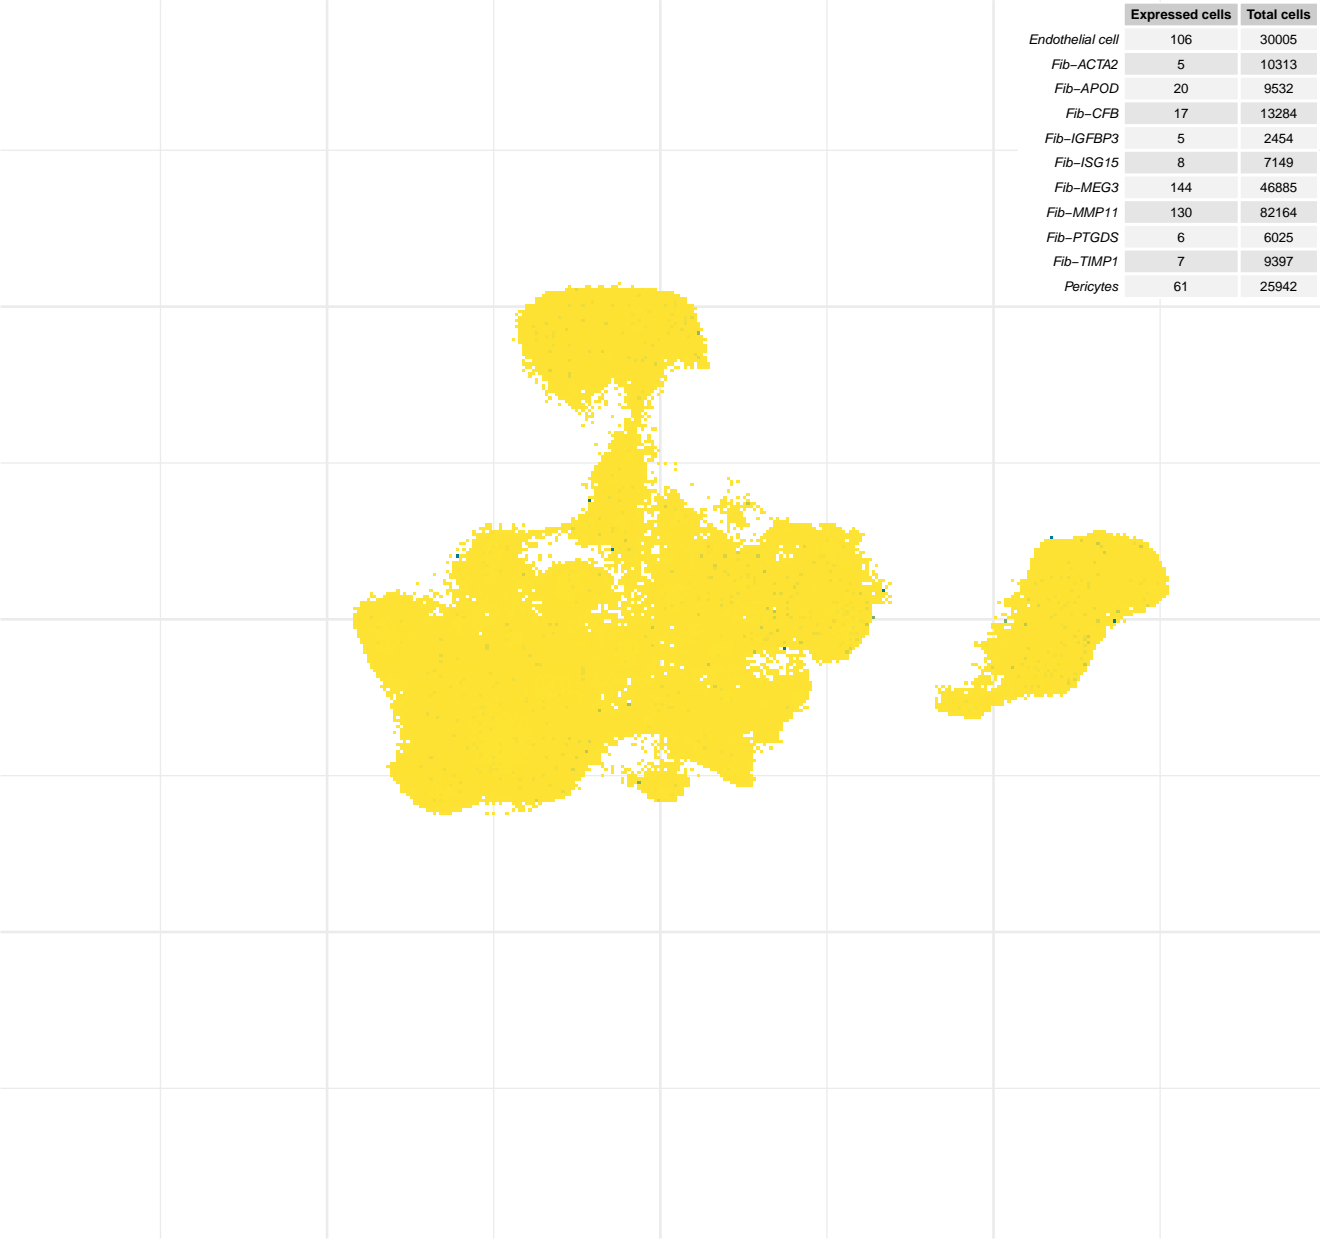 Expressed cells Total cells
Endothelial cell 106 30005
Fib−ACTA2 5 10313
Fib−APOD 20 9532
Fib−CFB 17 13284
Fib−IGFBP3 5 2454
Fib−ISG15 8 7149
Fib−MEG3 144 46885
Fib−MMP11 130 82164
Fib−PTGDS 6 6025
Fib−TIMP1 7 9397
Pericytes 61 25942